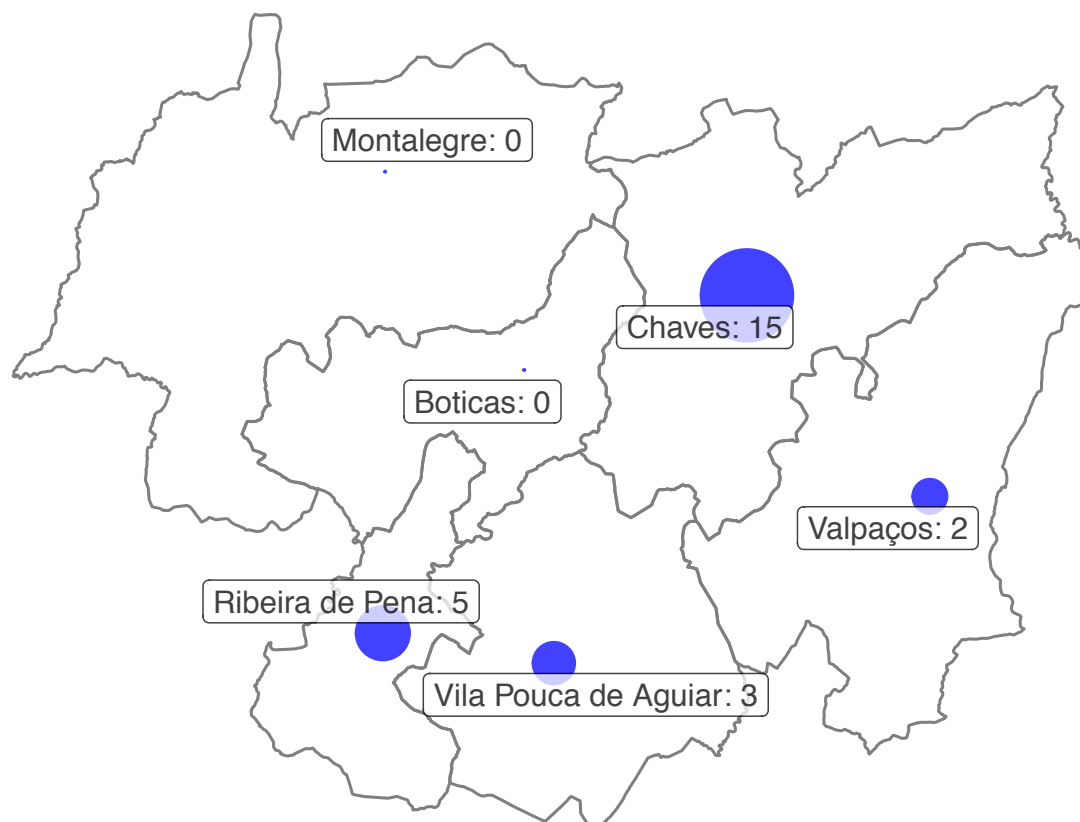 Montalegre: 0
Chaves: 15
Boticas: 0
Valpaços: 2
Ribeira de Pena: 5
Vila Pouca de Aguiar: 3